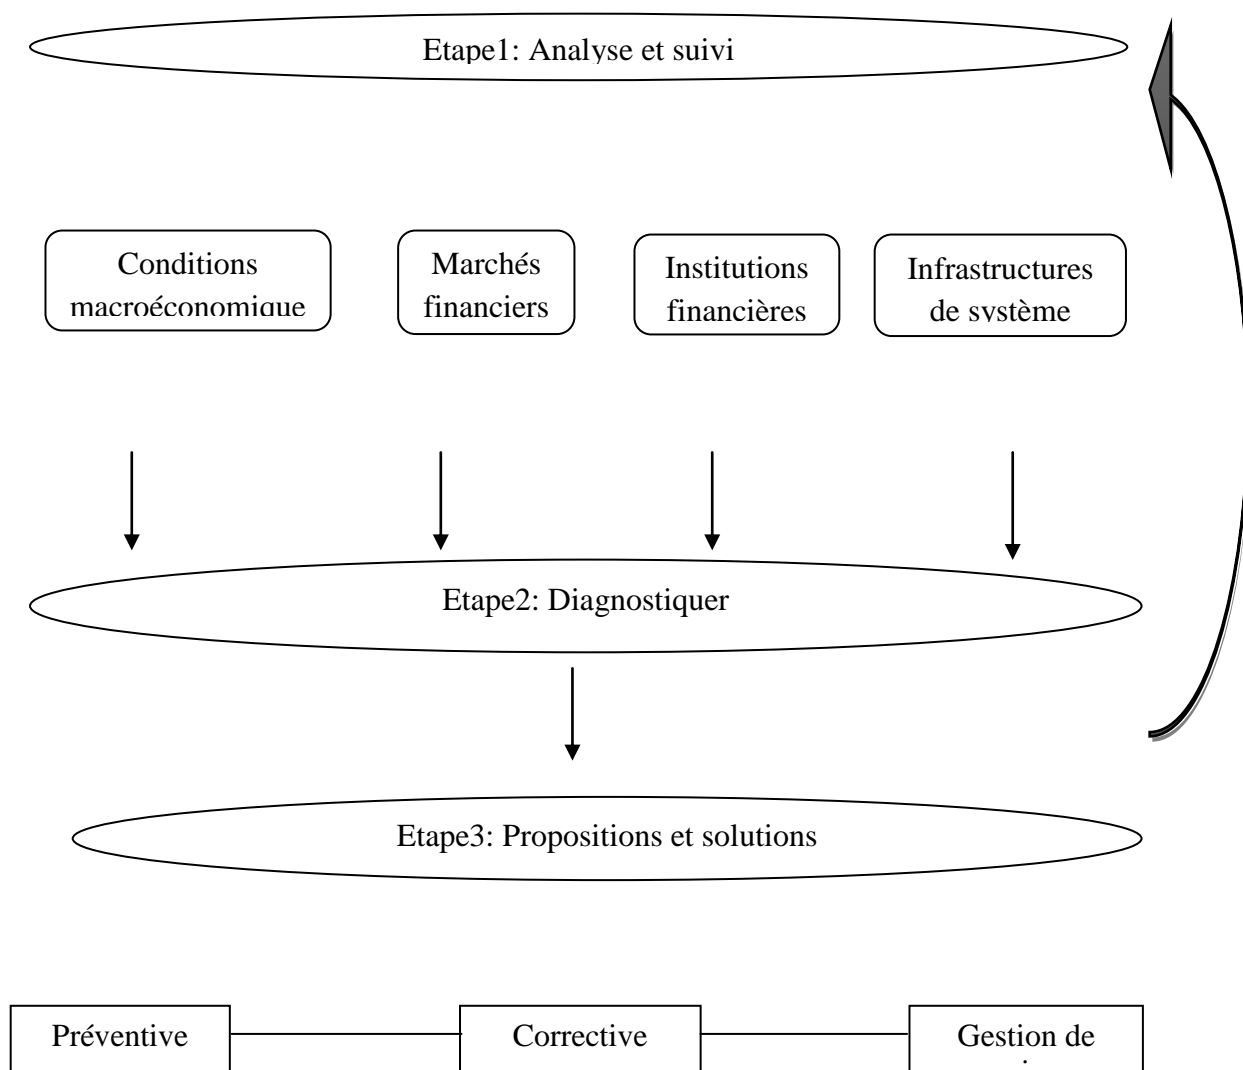 Etape1: Analyse et suivi
Conditions
macroéconomique
Marchés
financiers
Institutions
financières
Infrastructures
de système
Etape2: Diagnostiquer
Etape3: Propositions et solutions
Préventive
Corrective
Gestion de